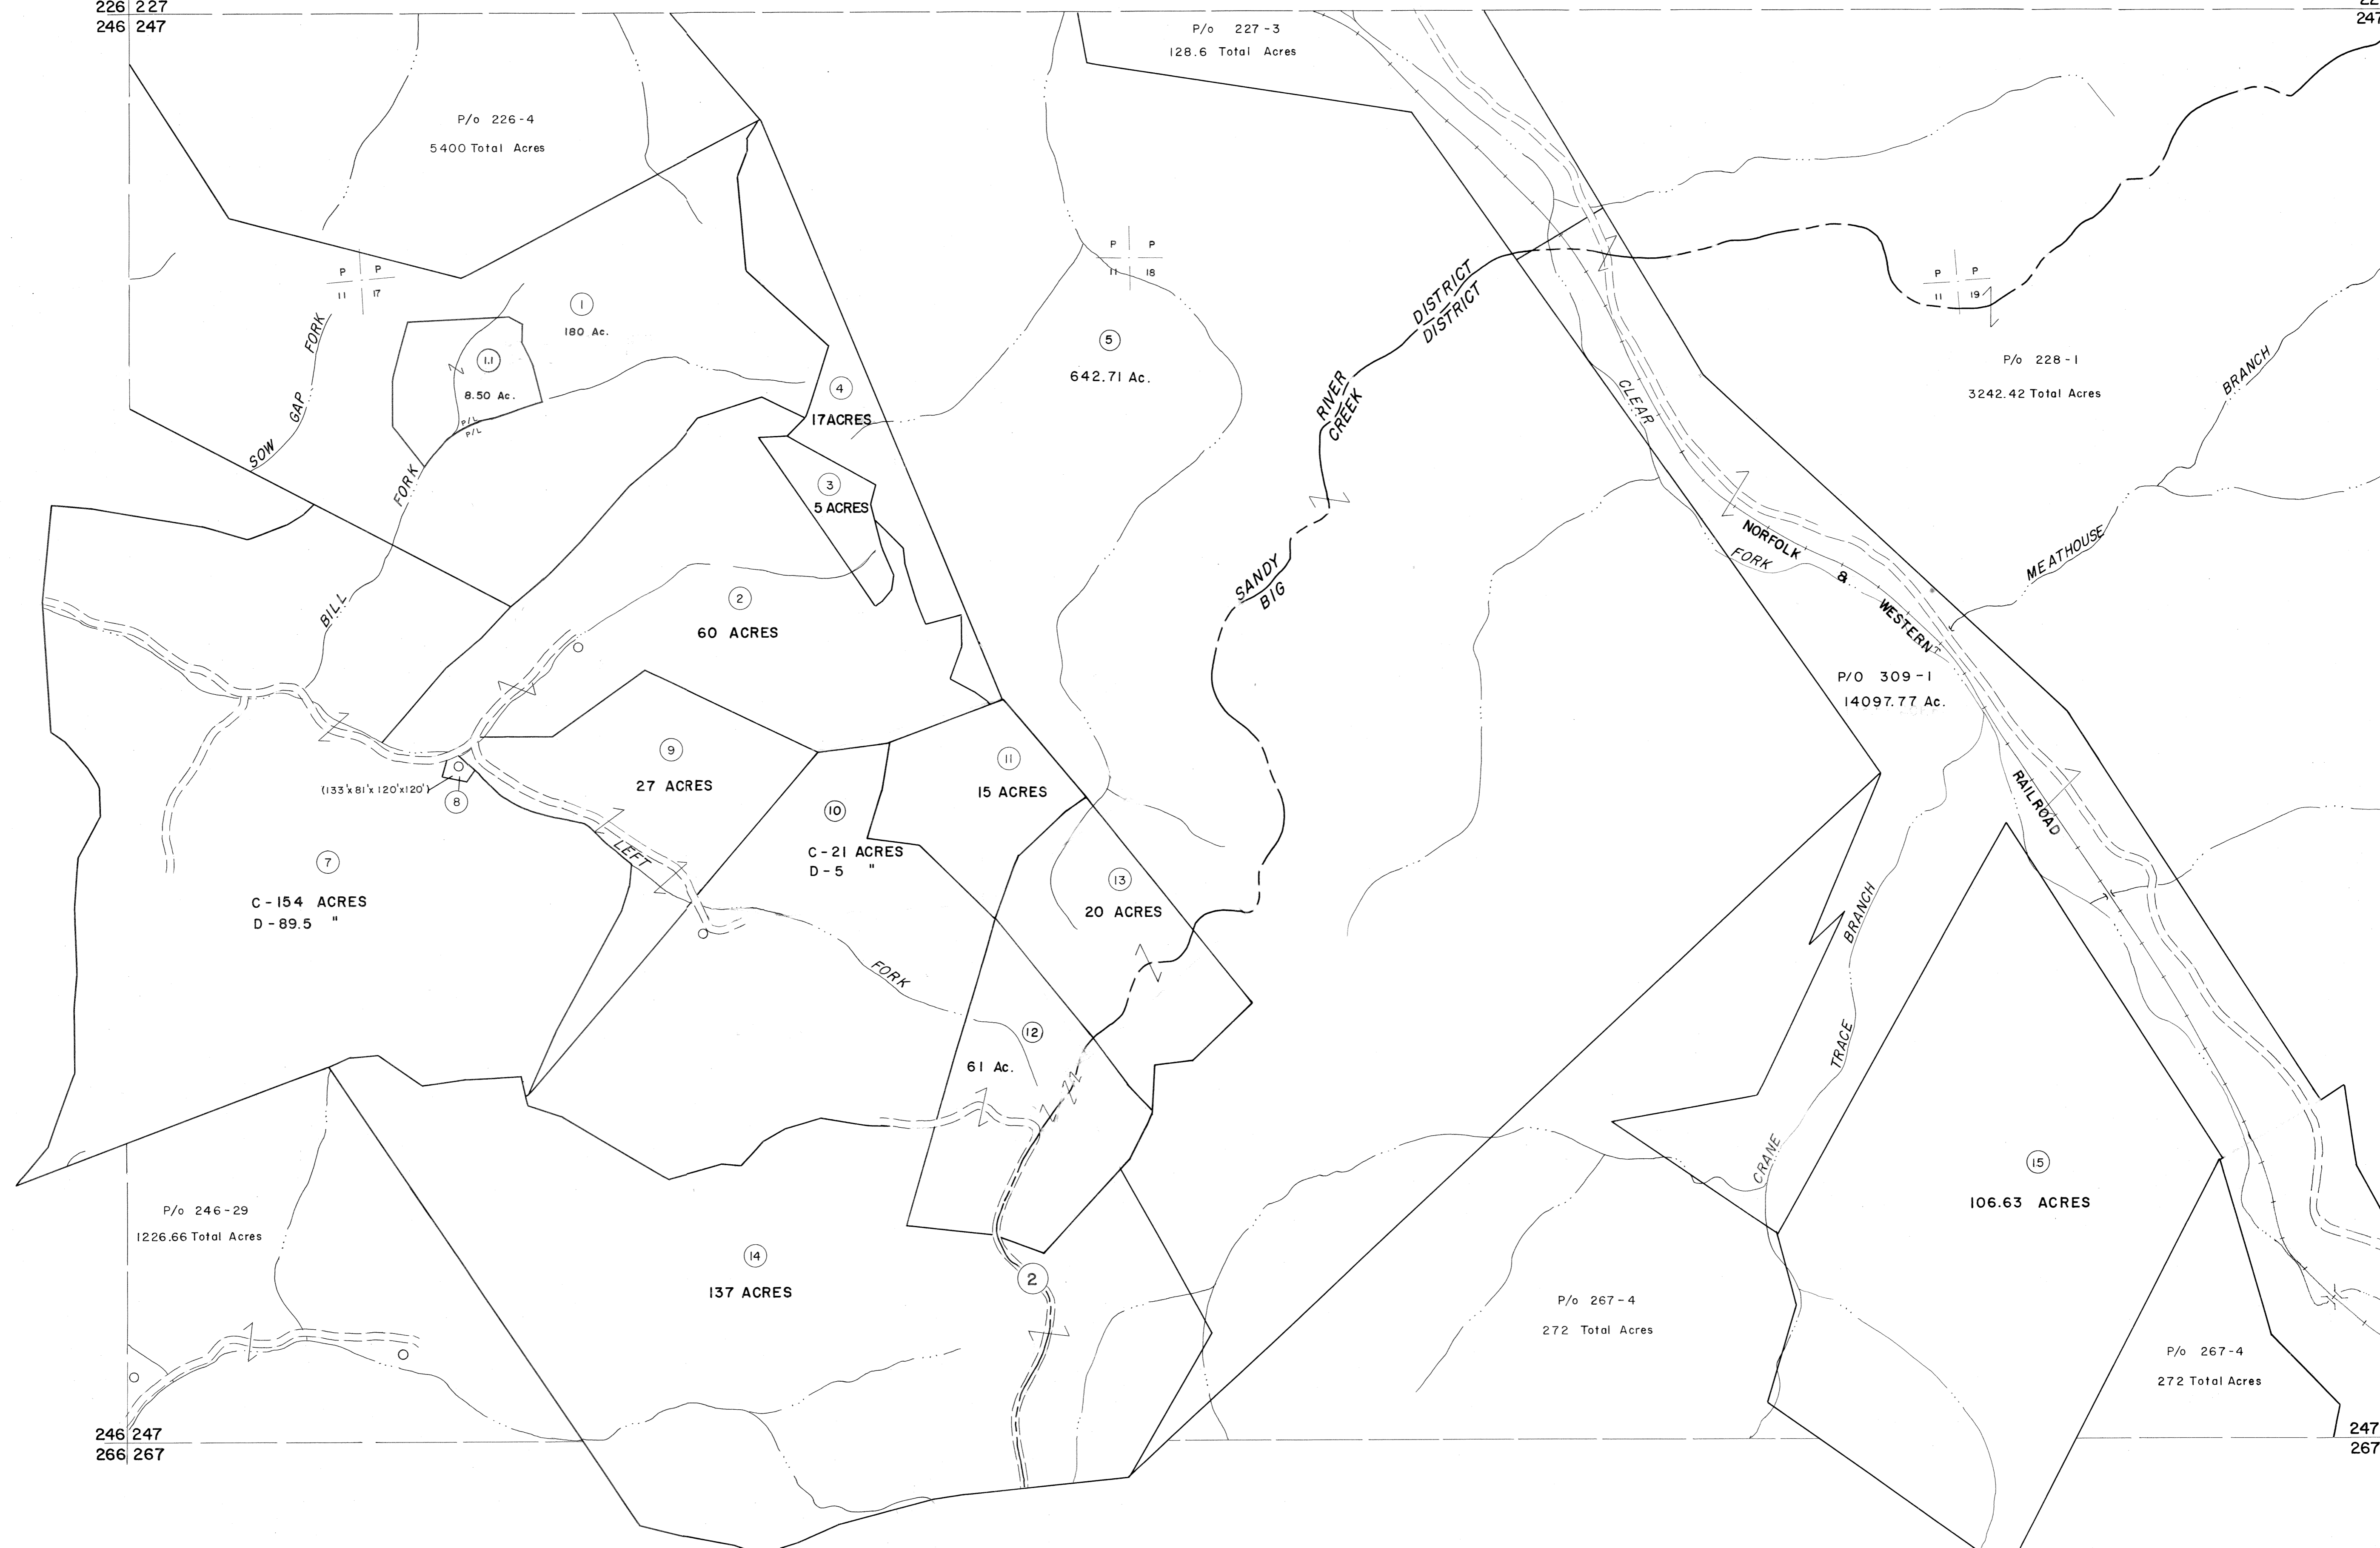 226 227
246 247
22
247
P/o 227-3
128.6 Total Acres
P/o 226-4
5400 Total Acres
P P
11 17
P P
11 18
P P
11 19
1
180 Ac.
1.1
8.50 Ac.
P/L
P/L
SOW GAP FORK
BILL FORK
4
17 ACRES
3
5 ACRES
5
642.71 Ac.
SANDY RIVER DISTRICT
BIG CREEK DISTRICT
CLEAR FORK
NORFOLK & WESTERN RAILROAD
P/o 228-1
3242.42 Total Acres
MEATHOUSE BRANCH
2
60 ACRES
P/O 309-1
14097.77 Ac.
9
27 ACRES
(133'x81'x120'x120')
8
10
C-21 ACRES
D-5 "
11
15 ACRES
7
C-154 ACRES
D-89.5 "
LEFT FORK
13
20 ACRES
12
61 Ac.
CRANE TRACE BRANCH
15
106.63 ACRES
P/o 246-29
1226.66 Total Acres
14
137 ACRES
2
P/o 267-4
272 Total Acres
P/o 267-4
272 Total Acres
246 247
266 267
247
267